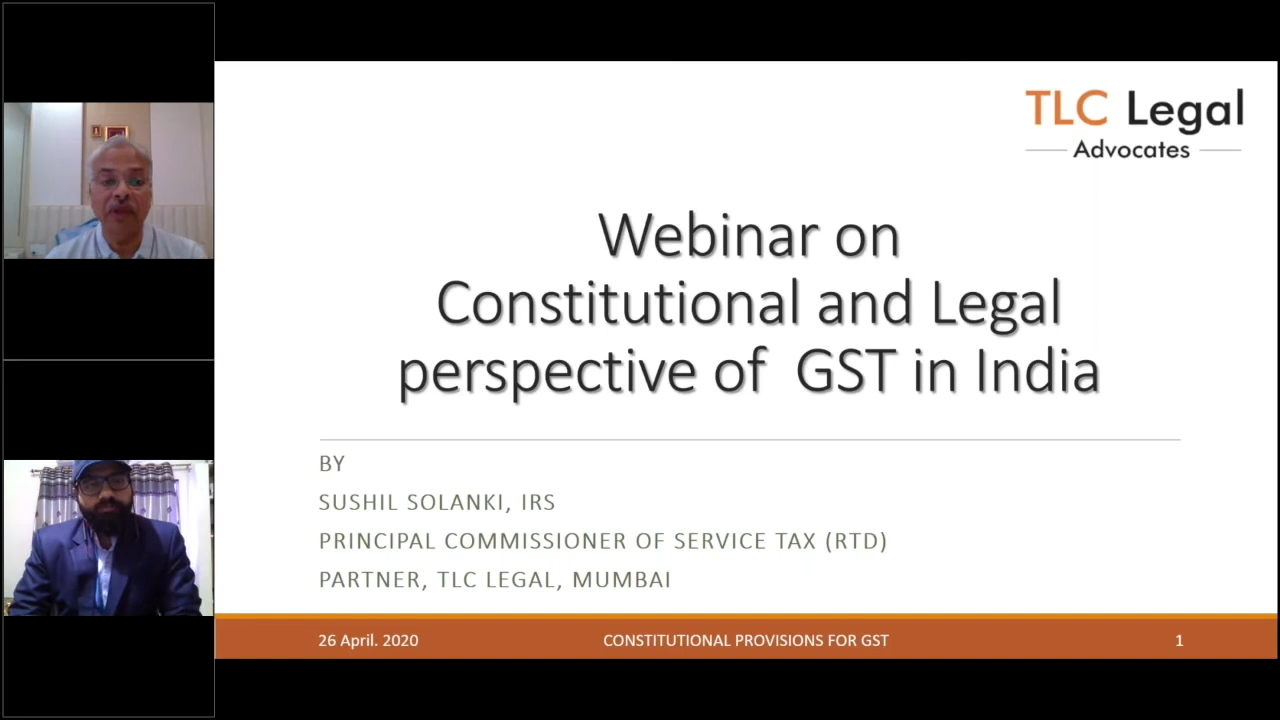 TLC Legal
Advocates
Webinar on
Constitutional and Legal
perspective of GST in India
BY
SUSHIL SOLANKI, IRS
PRINCIPAL COMMISSIONER OF SERVICE TAX (RTD)
PARTNER, TLC LEGAL, MUMBAI
26 April. 2020
CONSTITUTIONAL PROVISIONS FOR GST
1